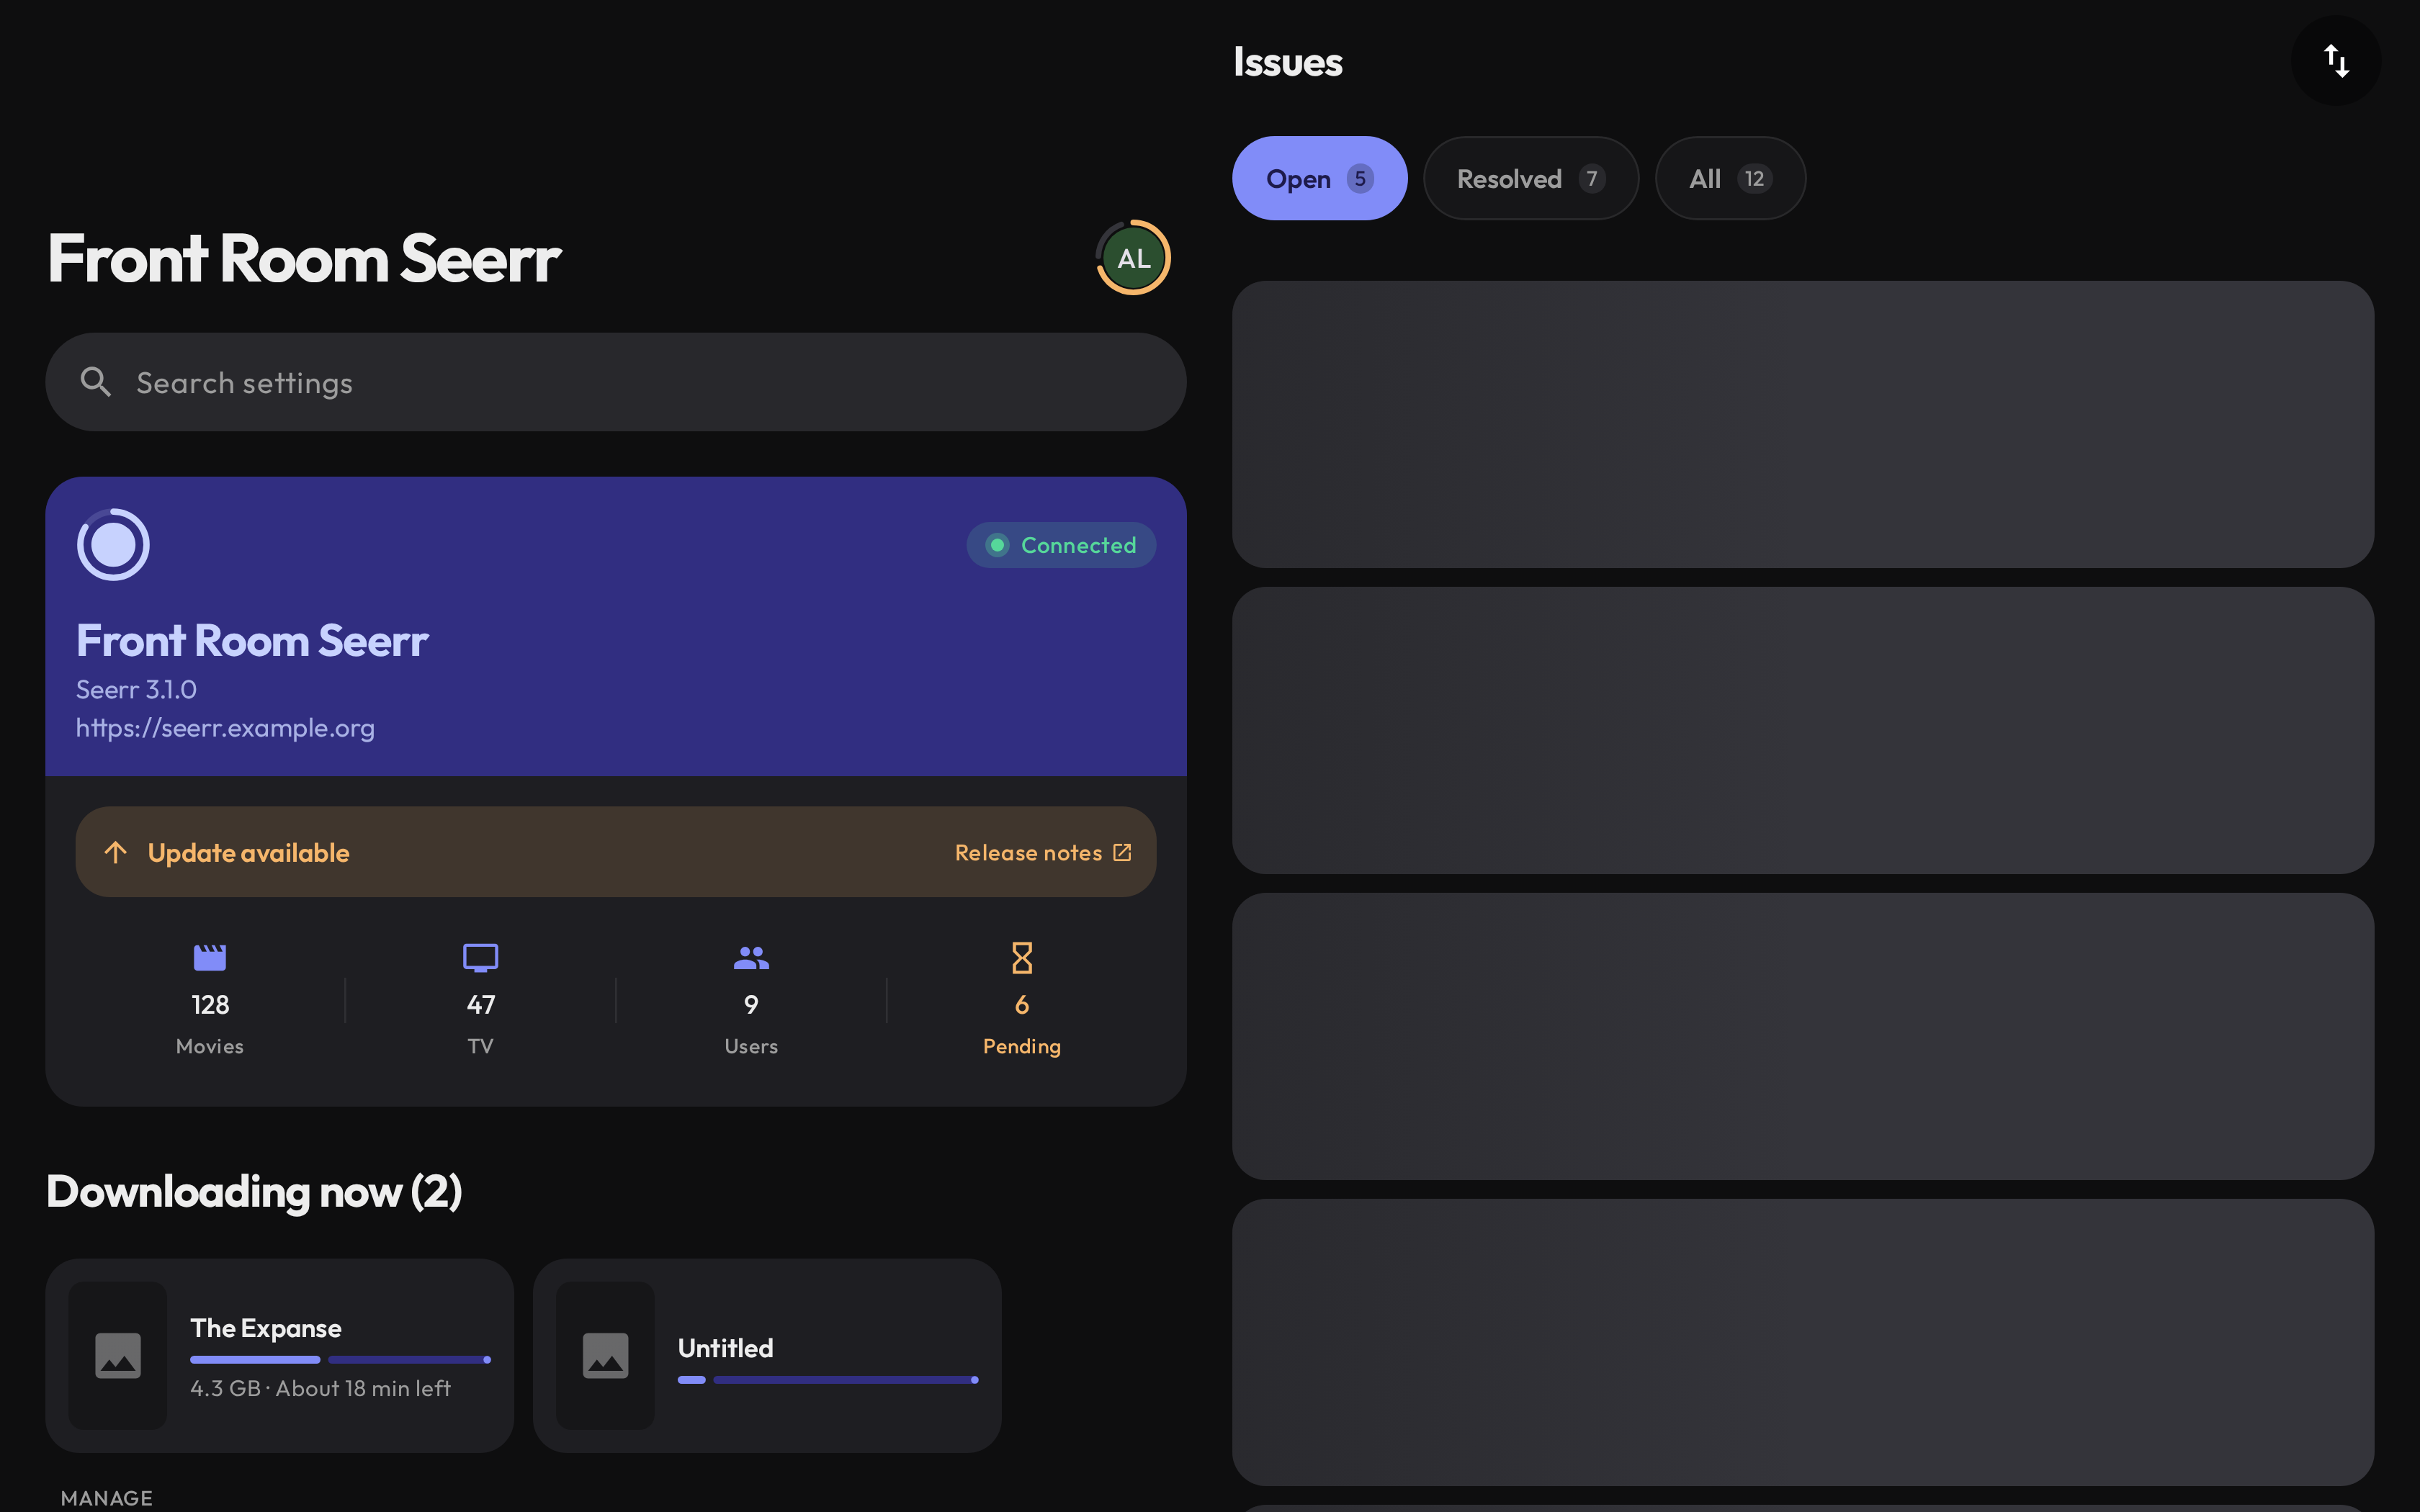 Front Room Seerr
AL
Search settings
Connected
Front Room Seerr
Seerr 3.1.0
https://seerr.example.org
Update available
Release notes
128
Movies
47
TV
9
Users
6
Pending
Downloading now (2)
The Expanse
4.3 GB · About 18 min left
Untitled
MANAGE
Issues
Open 5
Resolved 7
All 12